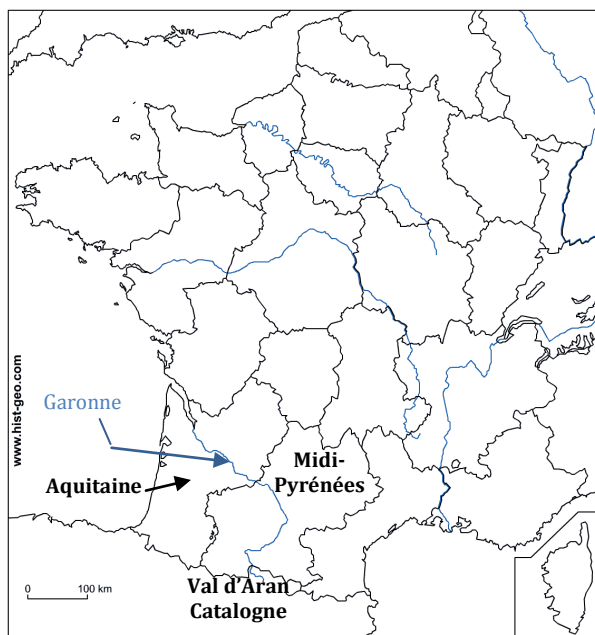 www.hist-geo.com
Garonne
Midi-
Pyrénées
Aquitaine
0 100 km
Val d'Aran
Catalogne